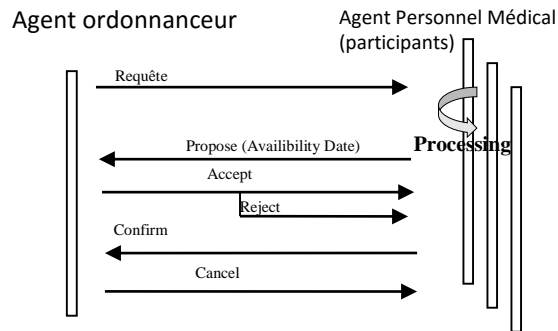 Agent ordonnanceur
Agent Personnel Médical
(participants)
Requête
Processing
Propose (Availibility Date)
Accept
Reject
Confirm
Cancel